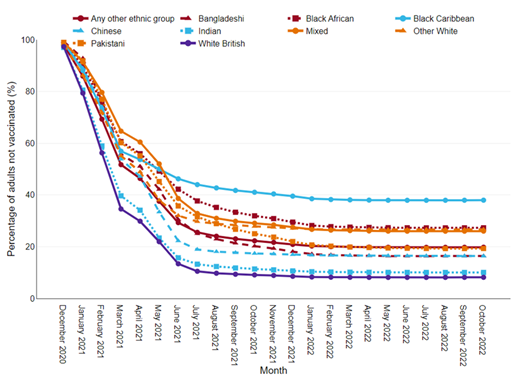 Any other ethnic group Bangladeshi Black African Black Caribbean
Chinese Indian Mixed Other White
Pakistani White British
Percentage of adults not vaccinated (%)
100
80
60
40
20
0
December 2020
January 2021
February 2021
March 2021
April 2021
May 2021
June 2021
July 2021
August 2021
September 2021
October 2021
November 2021
December 2021
January 2022
February 2022
March 2022
April 2022
May 2022
June 2022
July 2022
August 2022
September 2022
October 2022
Month